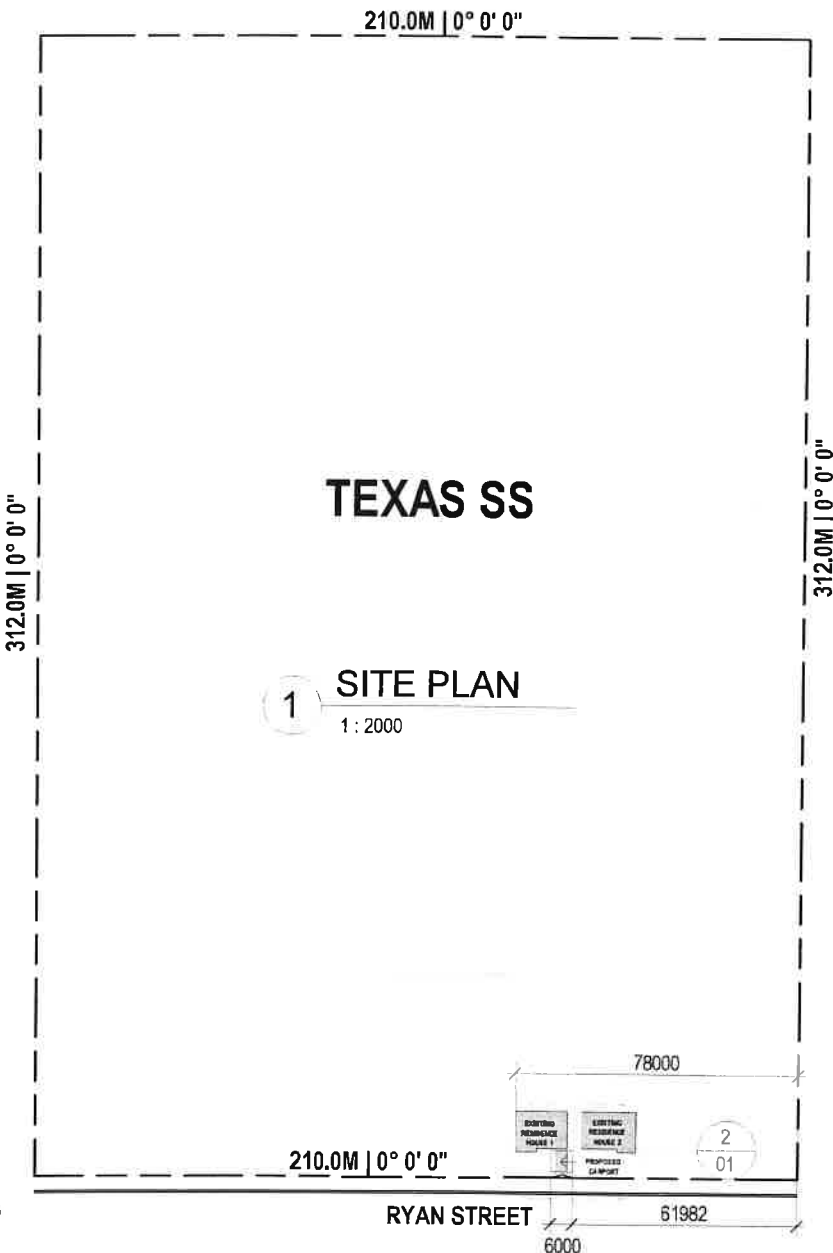 210.0M | 0° 0' 0"
312.0M | 0° 0' 0"
312.0M | 0° 0' 0"
TEXAS SS
1
SITE PLAN
1 : 2000
78000
EXISTING
RESIDENCE
HOUSE 1
EXISTING
RESIDENCE
HOUSE 2
2
01
PROPOSED
CARPORT
210.0M | 0° 0' 0"
RYAN STREET
61982
6000